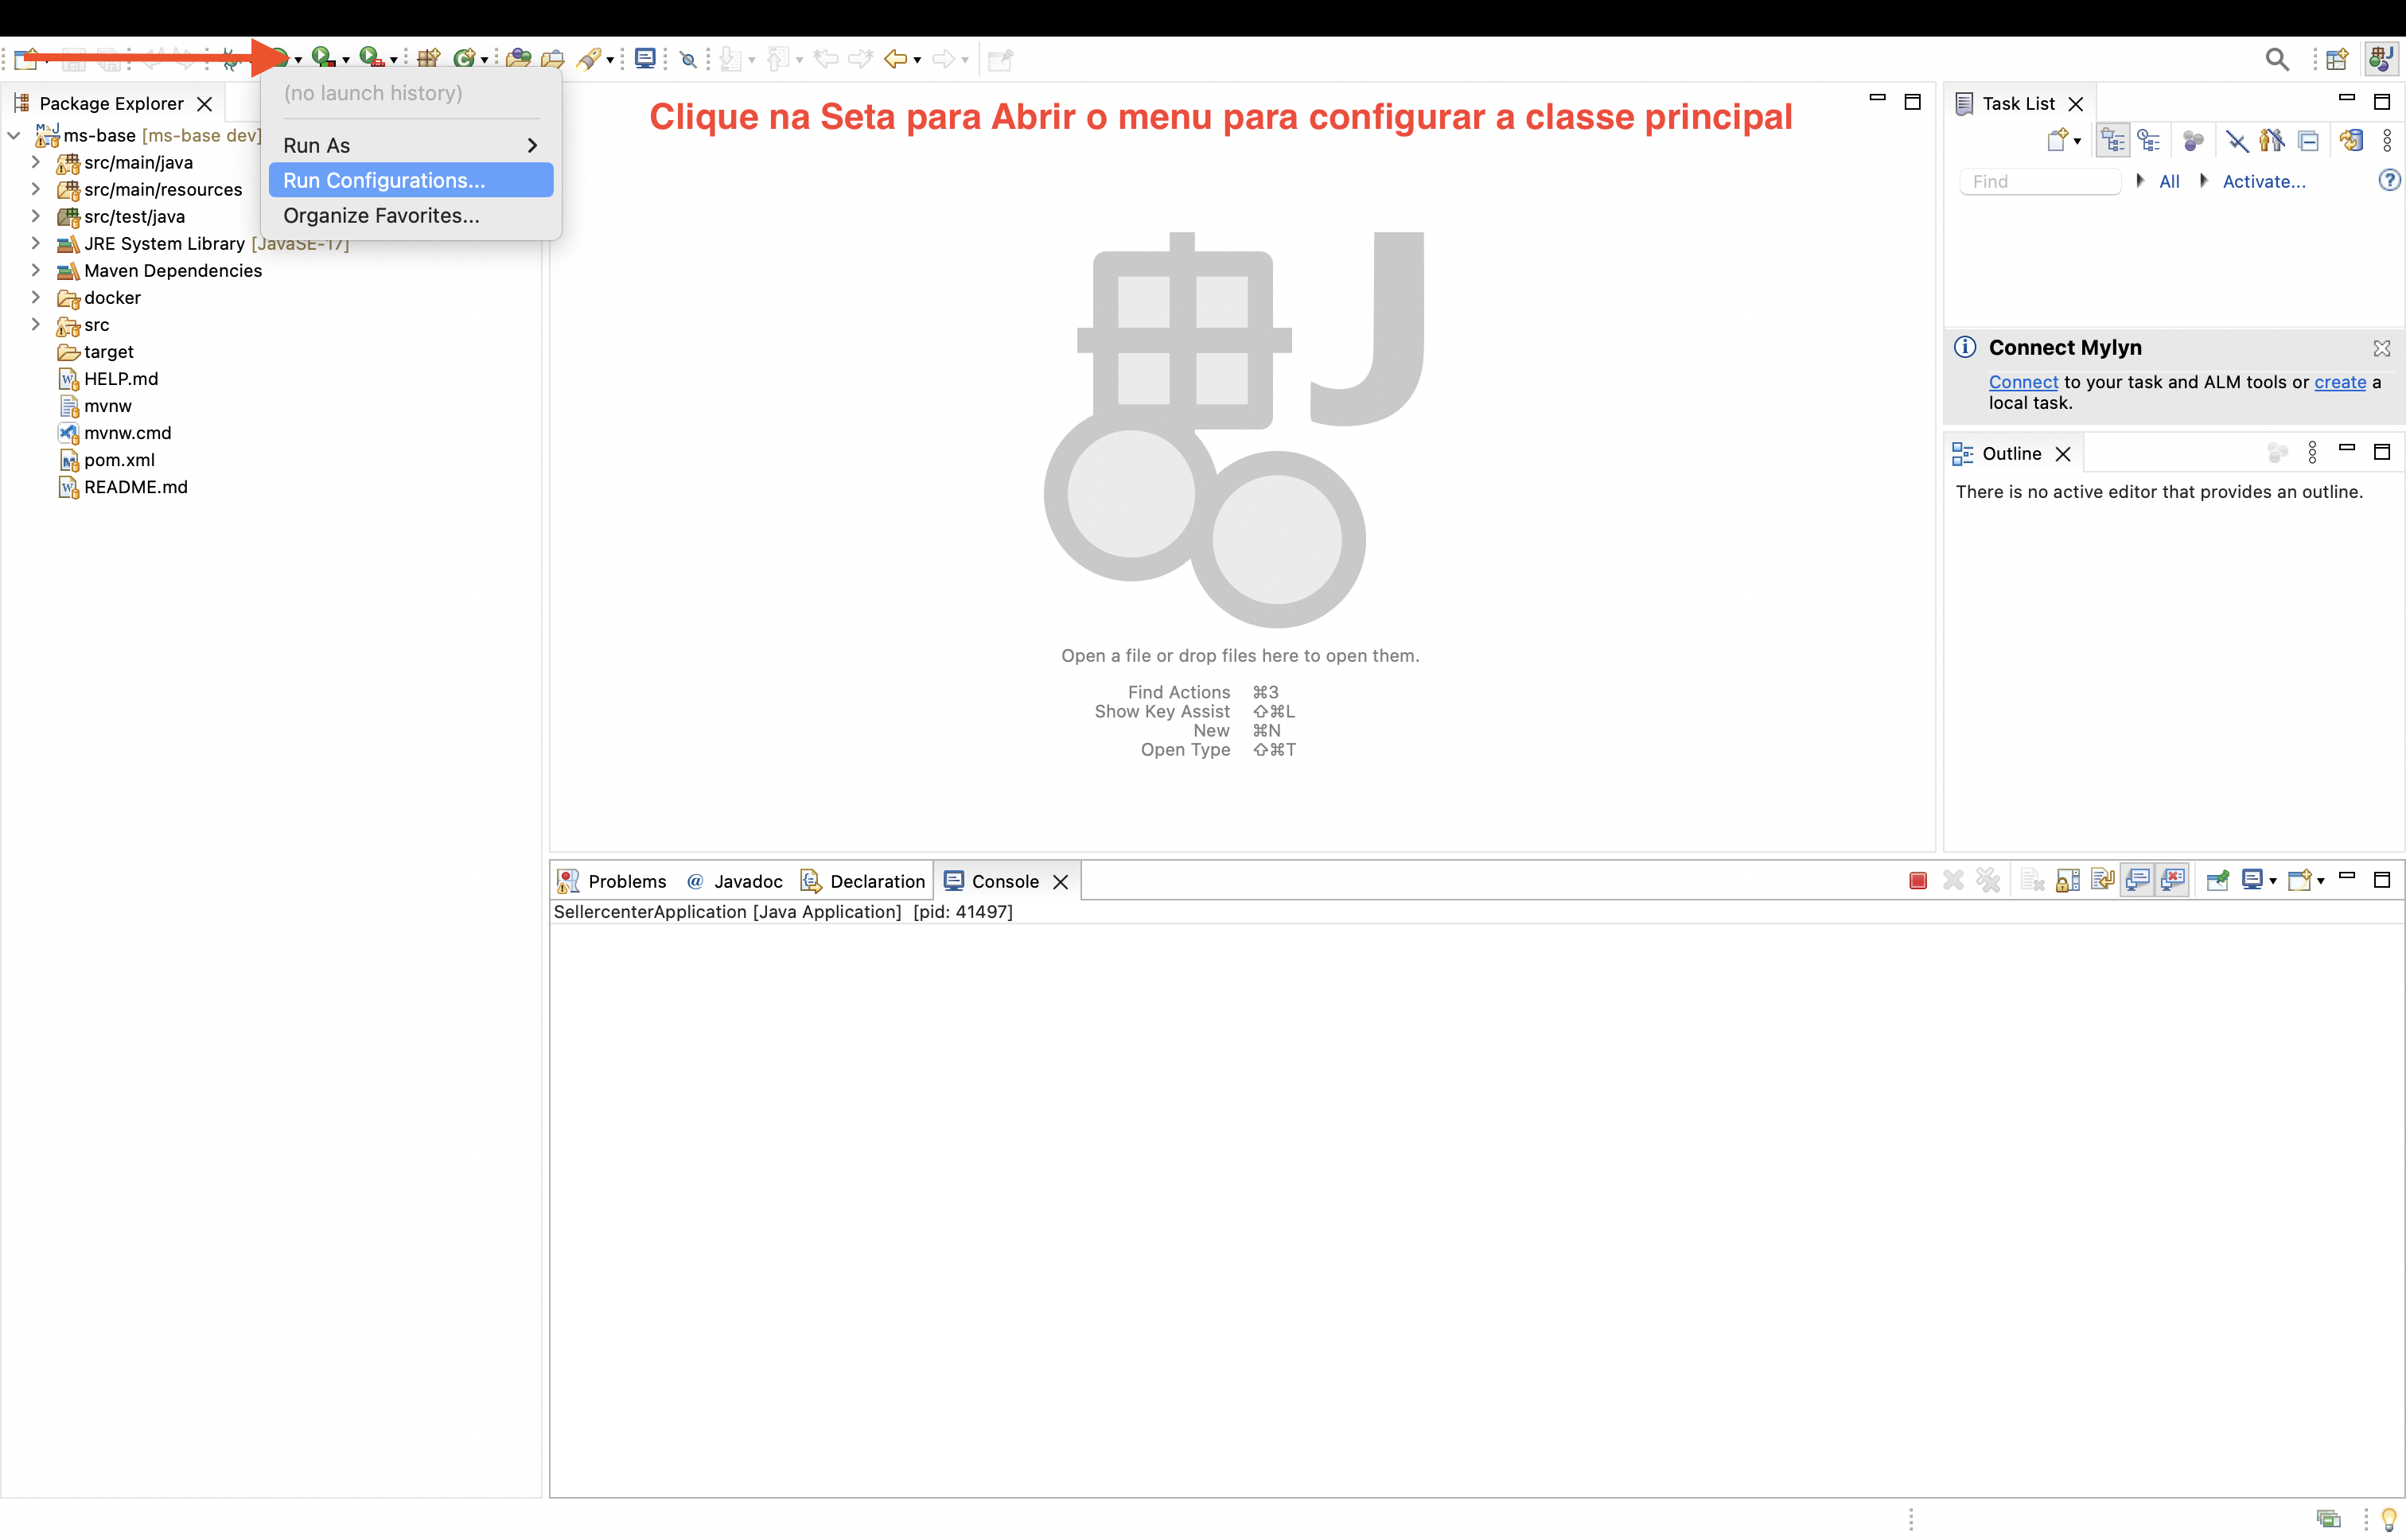 Package Explorer
ms-base [ms-base dev]
src/main/java
src/main/resources
src/test/java
JRE System Library [JavaSE-17]
Maven Dependencies
docker
src
target
HELP.md
mvnw
mvnw.cmd
pom.xml
README.md
(no launch history)
Run As
Run Configurations...
Organize Favorites...
Clique na Seta para Abrir o menu para configurar a classe principal
Open a file or drop files here to open them.
Find Actions ⌘3
Show Key Assist ⇧⌘L
New ⌘N
Open Type ⇧⌘T
Task List
Find All Activate...
Connect Mylyn
Connect to your task and ALM tools or create a
local task.
Outline
There is no active editor that provides an outline.
Problems @ Javadoc Declaration Console
SellercenterApplication [Java Application] [pid: 41497]